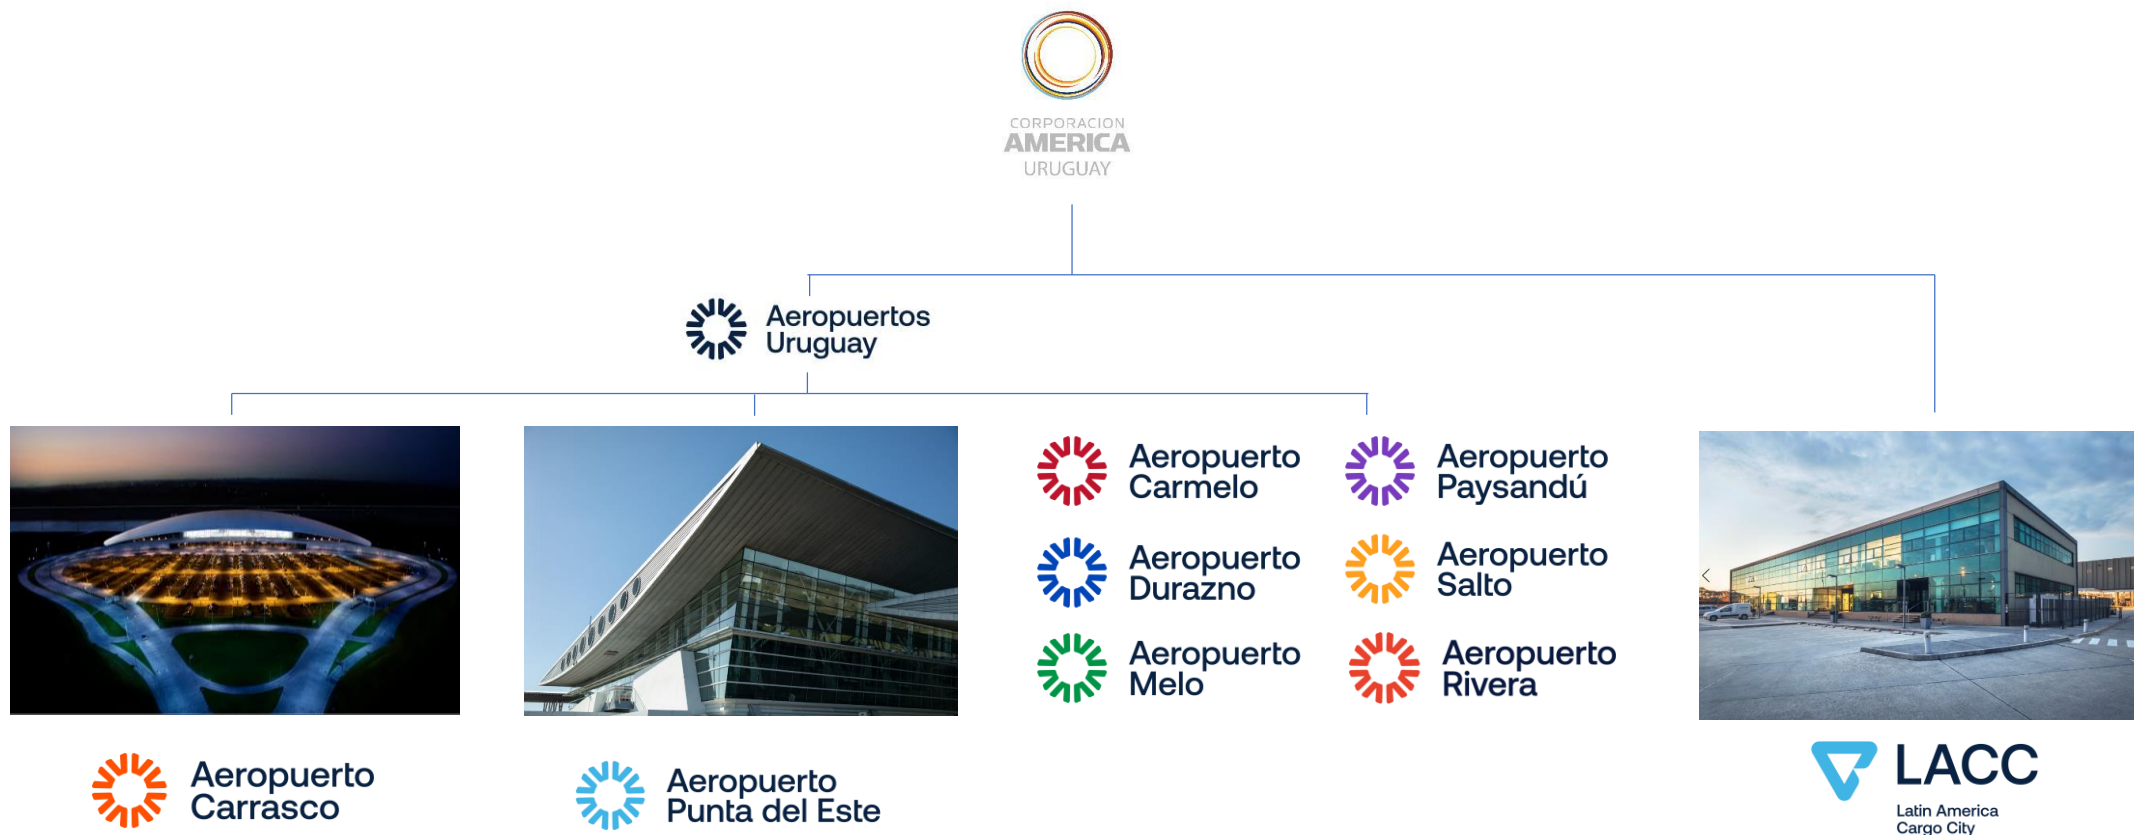 CORPORACION
AMERICA
URUGUAY
Aeropuertos
Uruguay
Aeropuerto
Carmelo
Aeropuerto
Paysandú
Aeropuerto
Durazno
Aeropuerto
Salto
Aeropuerto
Melo
Aeropuerto
Rivera
Aeropuerto
Carrasco
Aeropuerto
Punta del Este
LACC
Latin America
Cargo City